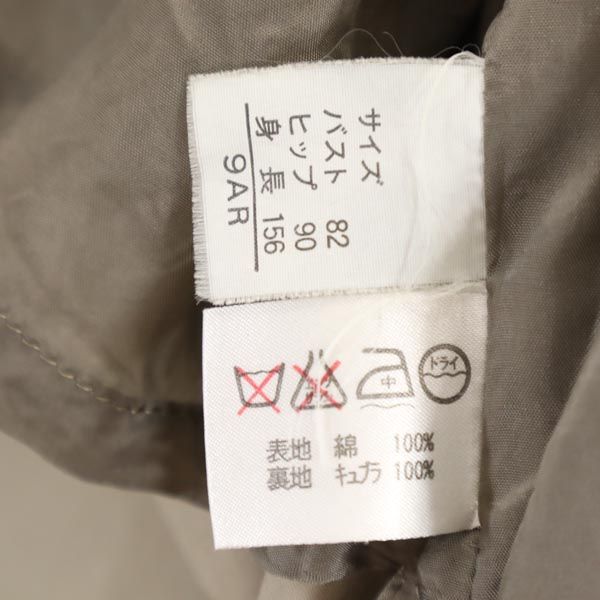 サイズ
バスト 82
ヒップ 90
身長 156
9AR
ドライ
中
表地 綿 100%
裏地 キュプラ 100%